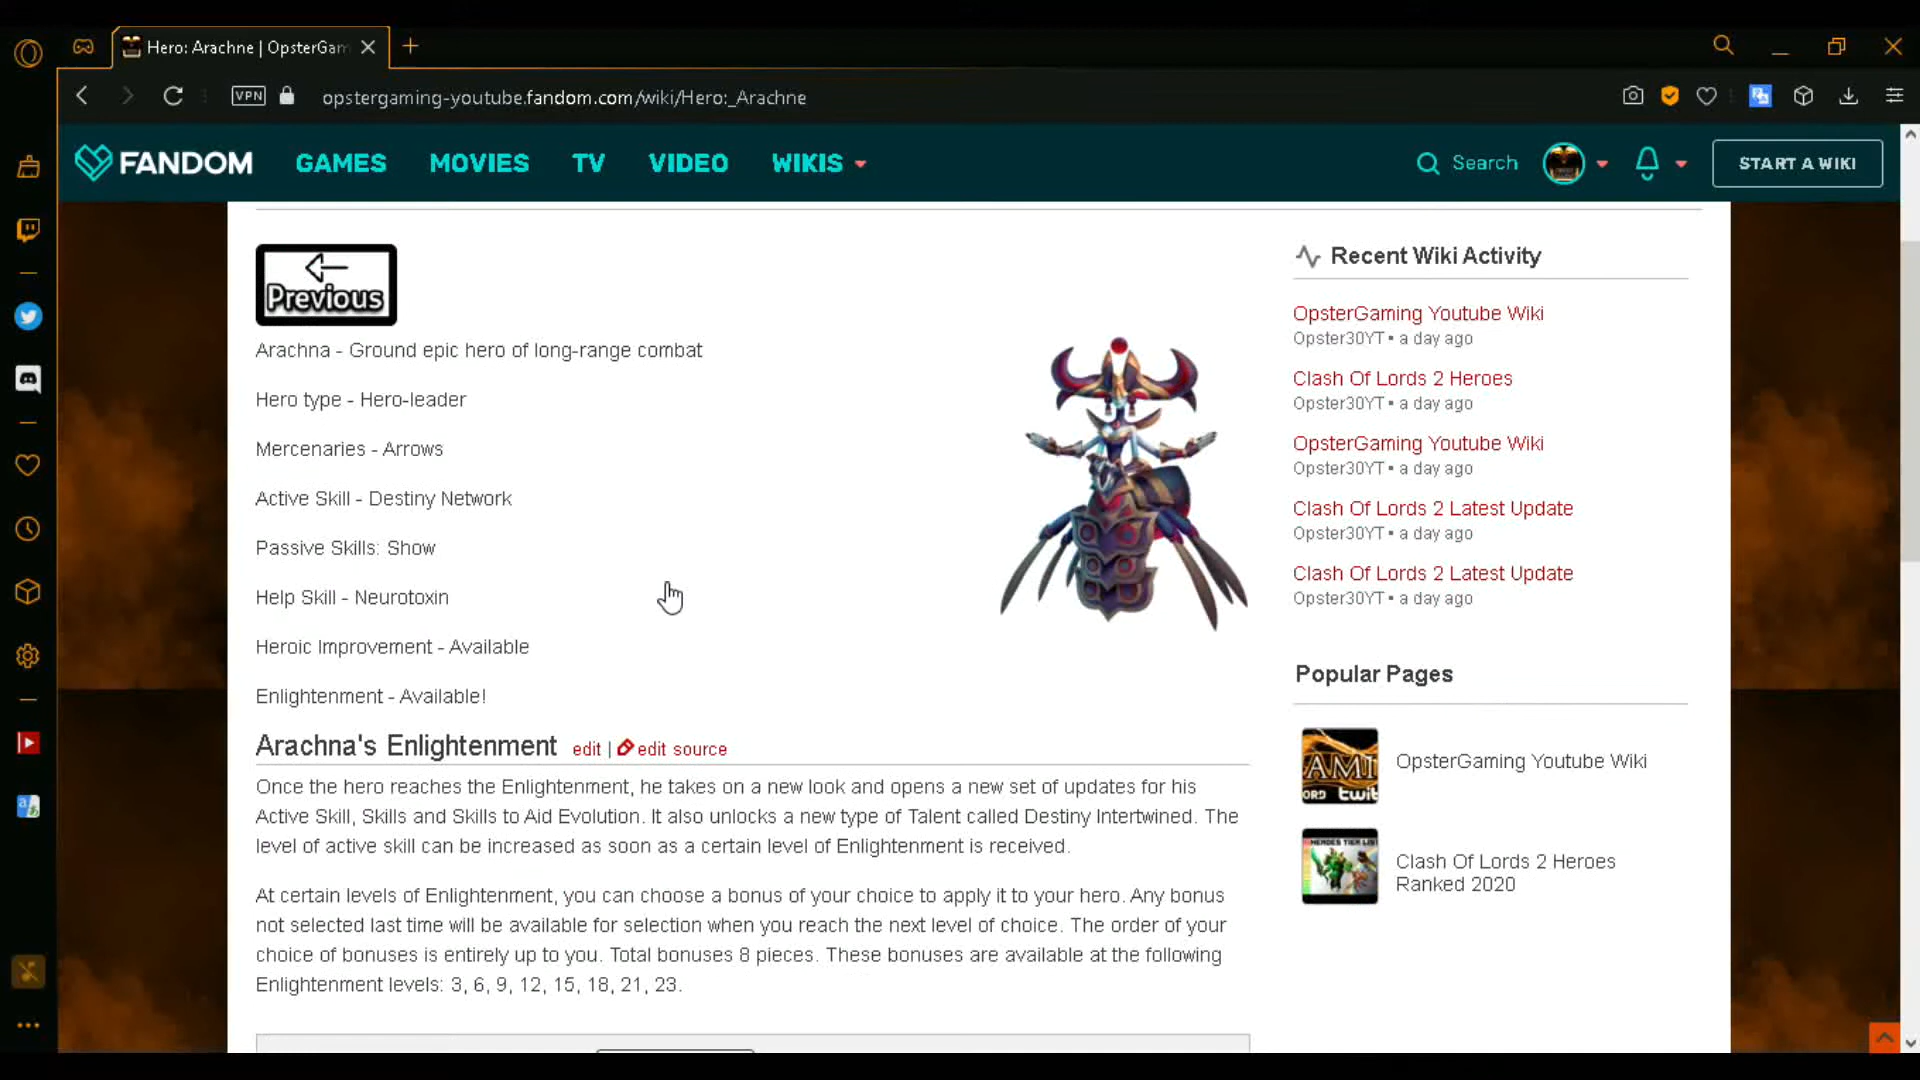 Hero: Arachne | OpsterGam
VPN
opstergaming-youtube.fandom.com/wiki/Hero:_Arachne
FANDOM
GAMES
MOVIES
TV
VIDEO
WIKIS
Search
START A WIKI
Previous
Arachna - Ground epic hero of long-range combat
Hero type - Hero-leader
Mercenaries - Arrows
Active Skill - Destiny Network
Passive Skills: Show
Help Skill - Neurotoxin
Heroic Improvement - Available
Enlightenment - Available!
Arachna's Enlightenment edit | edit source
Once the hero reaches the Enlightenment, he takes on a new look and opens a new set of updates for his
Active Skill, Skills and Skills to Aid Evolution. It also unlocks a new type of Talent called Destiny Intertwined. The
level of active skill can be increased as soon as a certain level of Enlightenment is received.
At certain levels of Enlightenment, you can choose a bonus of your choice to apply it to your hero. Any bonus
not selected last time will be available for selection when you reach the next level of choice. The order of your
choice of bonuses is entirely up to you. Total bonuses 8 pieces. These bonuses are available at the following
Enlightenment levels: 3, 6, 9, 12, 15, 18, 21, 23.
Recent Wiki Activity
OpsterGaming Youtube Wiki
Opster30YT • a day ago
Clash Of Lords 2 Heroes
Opster30YT • a day ago
OpsterGaming Youtube Wiki
Opster30YT • a day ago
Clash Of Lords 2 Latest Update
Opster30YT • a day ago
Clash Of Lords 2 Latest Update
Opster30YT • a day ago
Popular Pages
AMI
ORD twit
OpsterGaming Youtube Wiki
HEROES TIER LIST
Clash Of Lords 2 Heroes
Ranked 2020